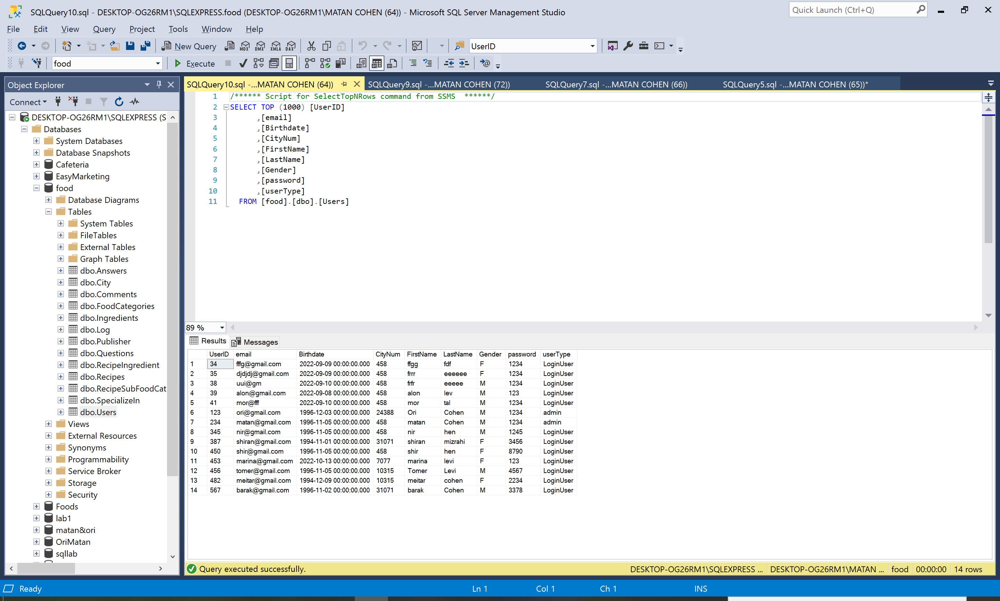 SQLQuery10.sql - DESKTOP-OG26RM1\SQLEXPRESS.food (DESKTOP-OG26RM1\MATAN COHEN (64)) - Microsoft SQL Server Management Studio
Quick Launch (Ctrl+Q)
File Edit View Query Project Tools Window Help
New Query MDX DMX XMLA DAX UserID
food Execute
Object Explorer
Connect
DESKTOP-OG26RM1\SQLEXPRESS (S
Databases
System Databases
Database Snapshots
Cafeteria
EasyMarketing
food
Database Diagrams
Tables
System Tables
FileTables
External Tables
Graph Tables
dbo.Answers
dbo.City
dbo.Comments
dbo.FoodCategories
dbo.Ingredients
dbo.Log
dbo.Publisher
dbo.Questions
dbo.RecipeIngredient
dbo.Recipes
dbo.RecipeSubFoodCat
dbo.SpecializeIn
dbo.Users
Views
External Resources
Synonyms
Programmability
Service Broker
Storage
Security
Foods
lab1
matan&ori
OriMatan
sqllab
SQLQuery10.sql -...MATAN COHEN (64)) SQLQuery9.sql -...MATAN COHEN (72)) SQLQuery7.sql -...MATAN COHEN (66)) SQLQuery5.sql -...MATAN COHEN (65))*
1 /****** Script for SelectTopNRows command from SSMS  ******/
2 SELECT TOP (1000) [UserID]
3 ,[email]
4 ,[Birthdate]
5 ,[CityNum]
6 ,[FirstName]
7 ,[LastName]
8 ,[Gender]
9 ,[password]
10 ,[userType]
11 FROM [food].[dbo].[Users]
89 %
Results Messages
UserID email Birthdate CityNum FirstName LastName Gender password userType
1 34 fffg@gmail.com 2022-09-09 00:00:00.000 458 ffgg fdf F 1234 LoginUser
2 35 djdjdj@gmail.com 2022-09-09 00:00:00.000 458 frrr eeeeee F 1234 LoginUser
3 38 uui@gm 2022-09-10 00:00:00.000 458 frfr eeeee M 1234 LoginUser
4 39 alon@gmail.com 2022-09-08 00:00:00.000 458 alon lev M 123 LoginUser
5 41 mor@fff 2022-09-10 00:00:00.000 458 mor tal M 1234 LoginUser
6 123 ori@gmail.com 1996-12-03 00:00:00.000 24388 Ori Cohen M 1234 admin
7 234 matan@gmail.com 1996-11-05 00:00:00.000 458 matan Cohen M 1234 admin
8 345 nir@gmail.com 1996-11-05 00:00:00.000 458 nir hen M 1245 LoginUser
9 387 shiran@gmail.com 1994-11-01 00:00:00.000 31071 shiran mizrahi F 3456 LoginUser
10 450 shir@gmail.com 1996-11-05 00:00:00.000 458 shir hen F 8790 LoginUser
11 453 marina@gmail.com 2022-10-13 00:00:00.000 7077 marina levi F 123 LoginUser
12 456 tomer@gmail.com 1996-11-05 00:00:00.000 10315 Tomer Levi M 4567 LoginUser
13 482 meitar@gmail.com 1994-12-09 00:00:00.000 10315 meitar cohen F 2234 LoginUser
14 567 barak@gmail.com 1996-11-02 00:00:00.000 31071 barak Cohen M 3378 LoginUser
Query executed successfully. DESKTOP-OG26RM1\SQLEXPRESS ... DESKTOP-OG26RM1\MATAN ... food 00:00:00 14 rows
Ready Ln 1 Col 1 Ch 1 INS